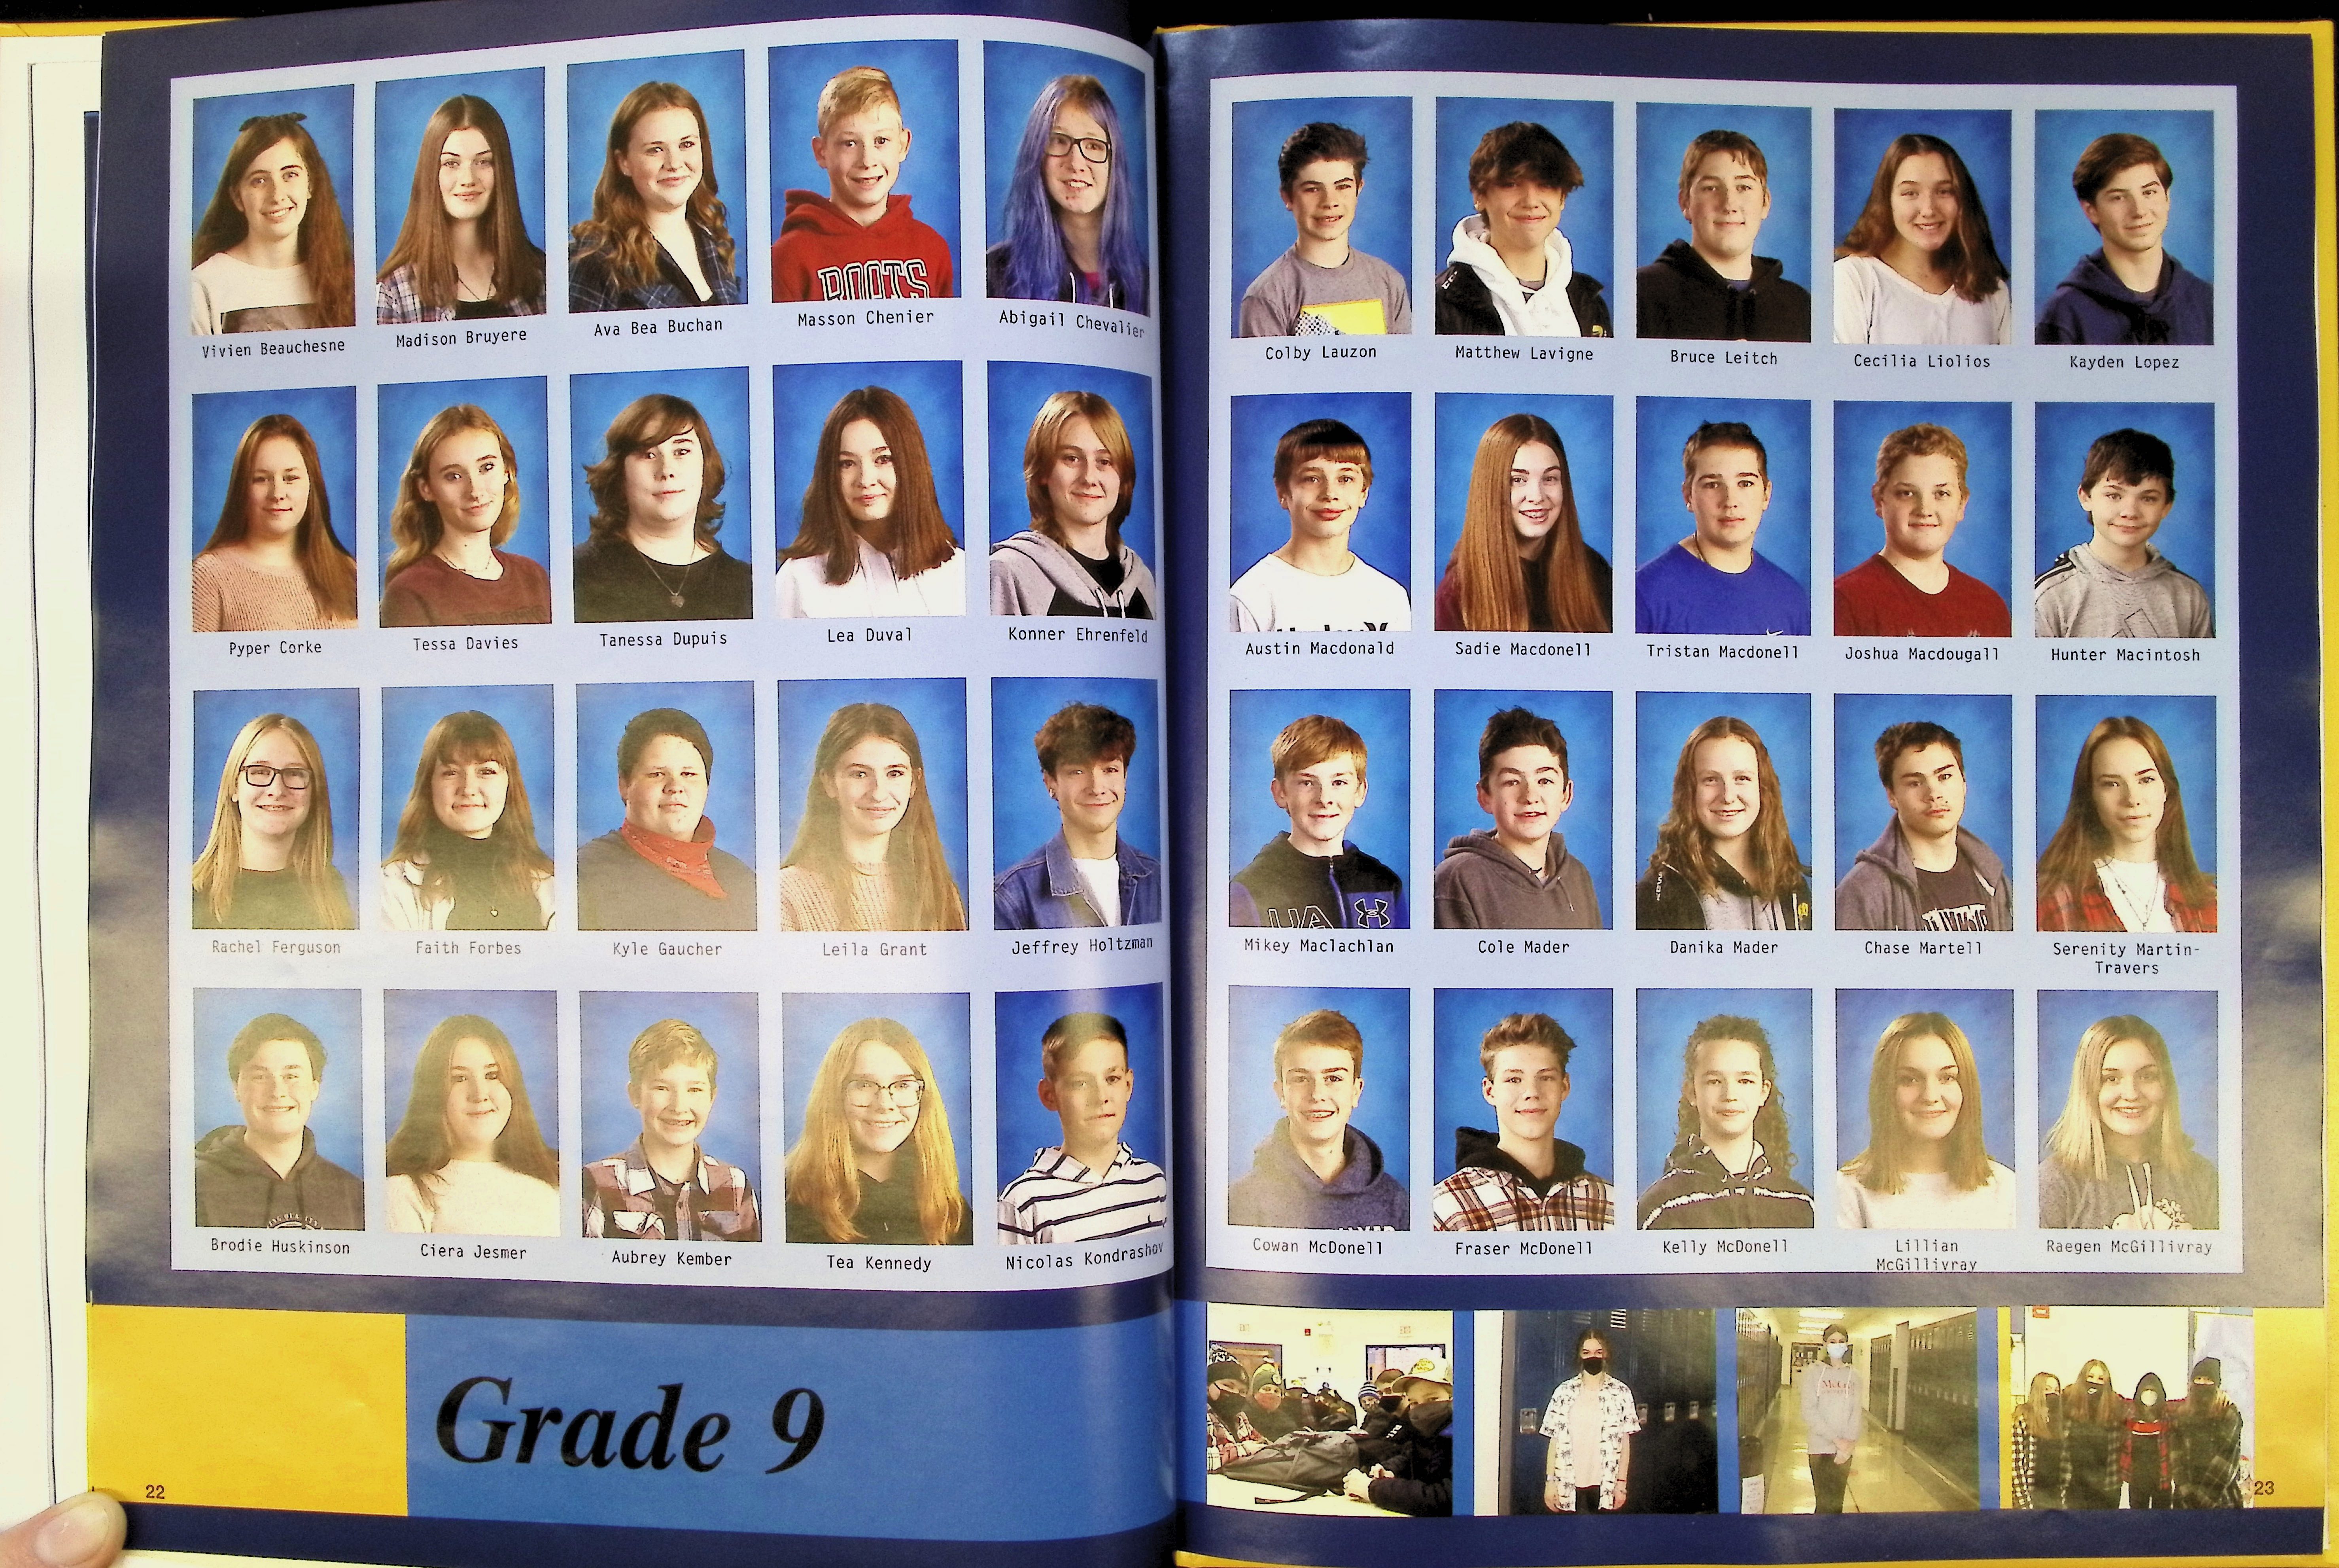 ROOTS
Vivien Beauchesne
Madison Bruyere
Ava Bea Buchan
Masson Chenier
Abigail Chevalier
Pyper Corke
Tessa Davies
Tanessa Dupuis
Lea Duval
Konner Ehrenfeld
Rachel Ferguson
Faith Forbes
Kyle Gaucher
Leila Grant
Jeffrey Holtzman
Brodie Huskinson
Ciera Jesmer
Aubrey Kember
Tea Kennedy
Nicolas Kondrashov
Grade 9
22
Colby Lauzon
Matthew Lavigne
Bruce Leitch
Cecilia Liolios
Kayden Lopez
Austin Macdonald
Sadie Macdonell
Tristan Macdonell
Joshua Macdougall
Hunter Macintosh
UA
Mikey Maclachlan
Cole Mader
Danika Mader
Chase Martell
Serenity Martin-
Travers
Cowan McDonell
Fraser McDonell
Kelly McDonell
Lillian
McGillivray
Raegen McGillivray
23